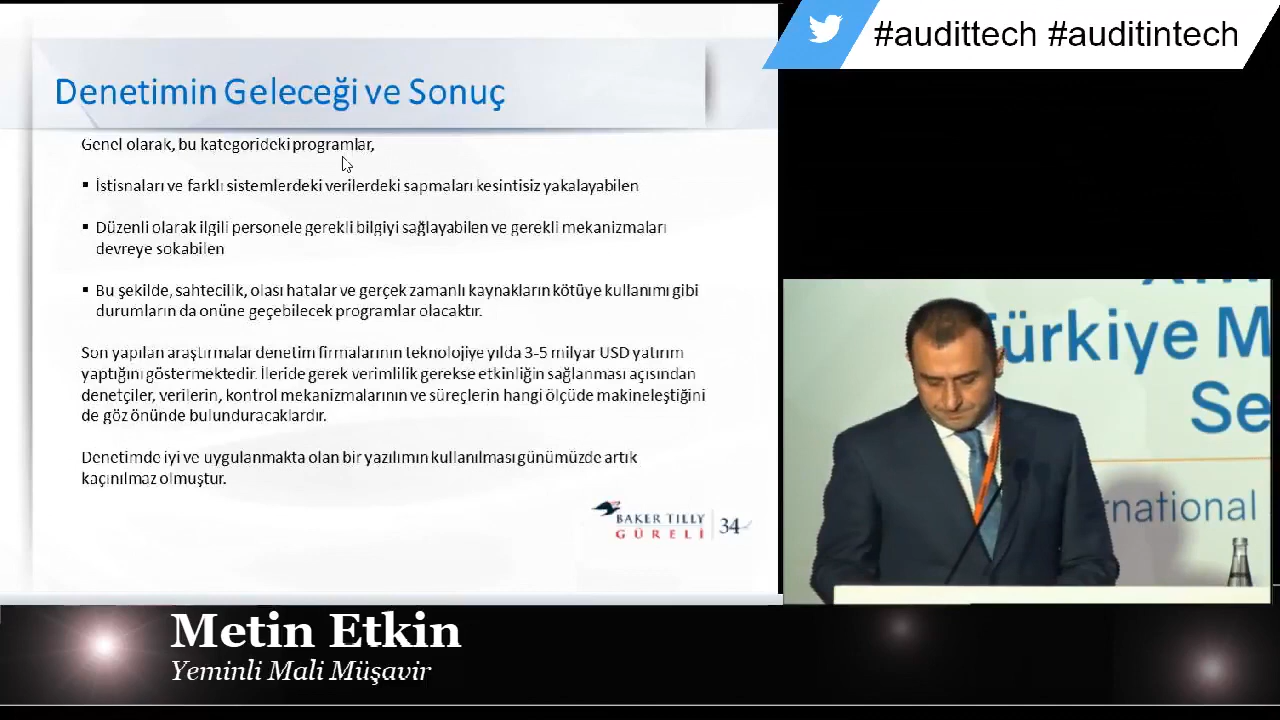 #audittech #auditintech
Denetimin Geleceği ve Sonuç
Genel olarak, bu kategorideki programlar,
▪ İstisnaları ve farklı sistemlerdeki verilerdeki sapmaları kesintisiz yakalayabilen
▪ Düzenli olarak ilgili personele gerekli bilgiyi sağlayabilen ve gerekli mekanizmaları
devreye sokabilen
▪ Bu şekilde, sahtecilik, olası hatalar ve gerçek zamanlı kaynakların kötüye kullanımı gibi
durumların da onüne geçebilecek programlar olacaktır.
Son yapılan araştırmalar denetim firmalarının teknolojiye yılda 3-5 milyar USD yatırım
yaptığını göstermektedir. İleride gerek verimlilik gerekse etkinliğin sağlanması açısından
denetçiler, verilerin, kontrol mekanizmalarının ve süreçlerin hangi ölçüde makineleştiğini
de göz önünde bulunduracaklardır.
Denetimde iyi ve uygulanmakta olan bir yazılımın kullanılması günümüzde artık
kaçınılmaz olmuştur.
BAKER TILLY
GÜRELİ
34
ürkiye M
Se
rnational
Metin Etkin
Yeminli Mali Müşavir